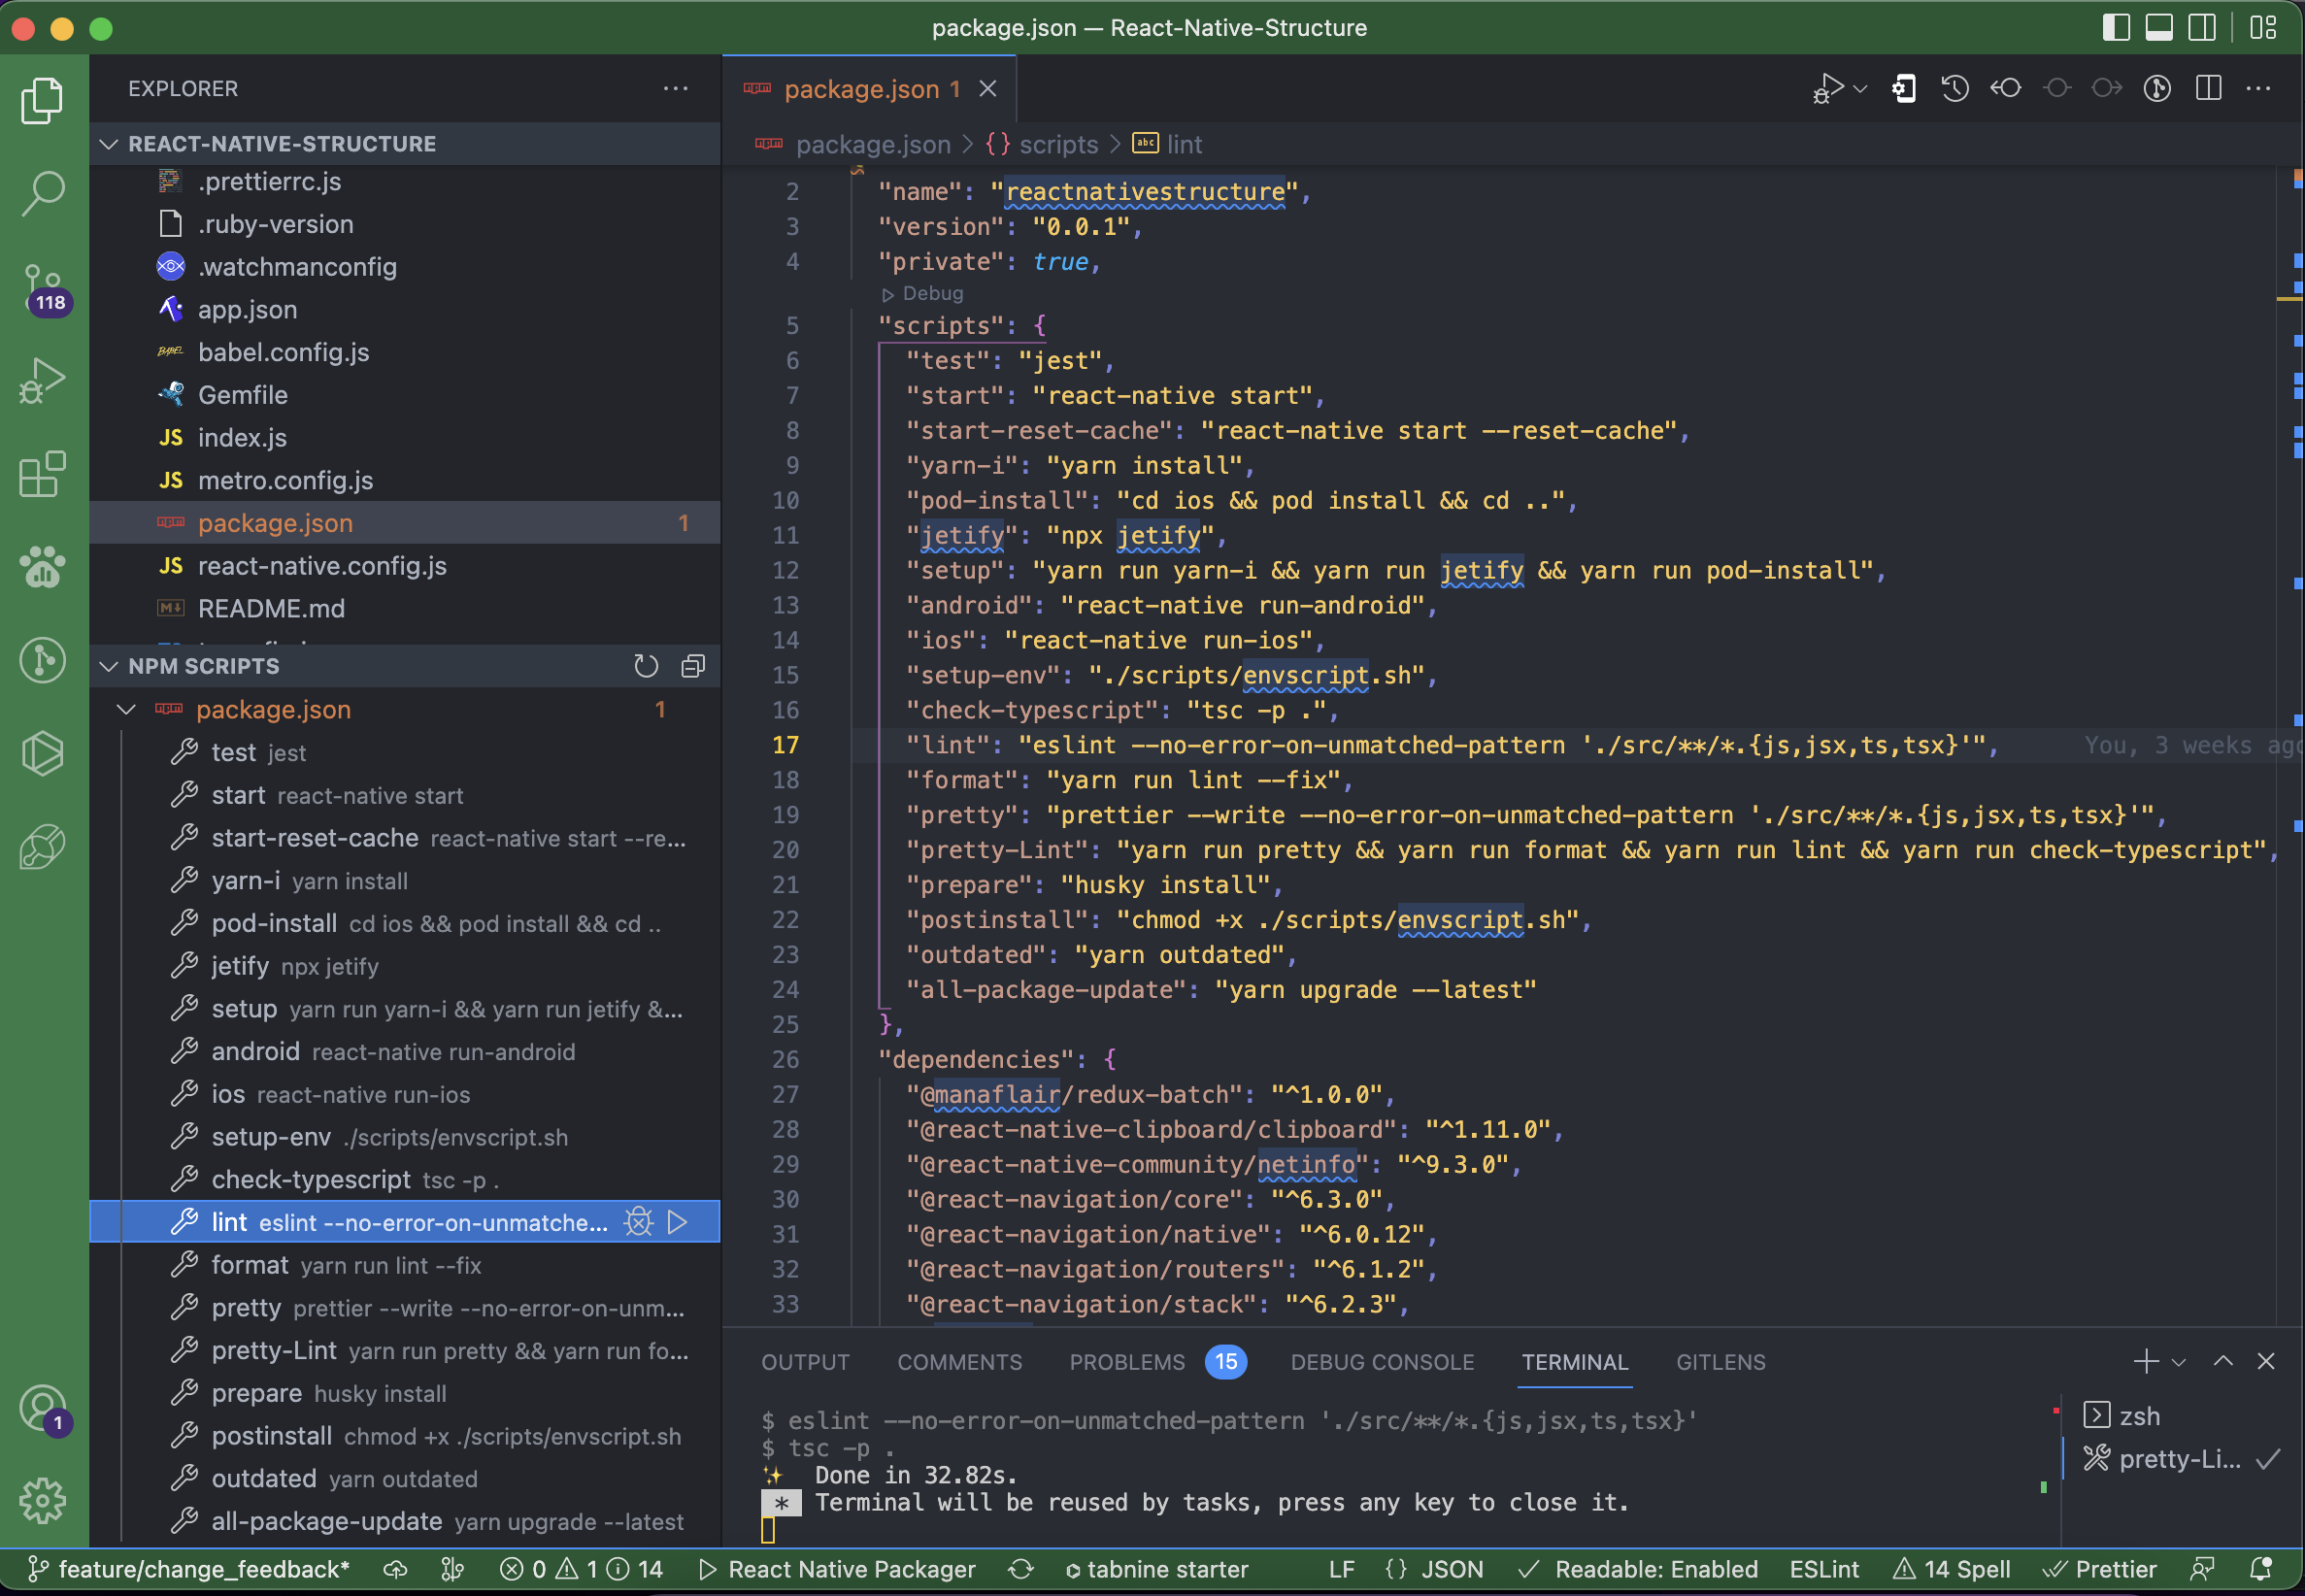 package.json — React-Native-Structure
EXPLORER
REACT-NATIVE-STRUCTURE
.prettierrc.js
.ruby-version
.watchmanconfig
app.json
BABEL babel.config.js
Gemfile
JS index.js
JS metro.config.js
package.json 1
JS react-native.config.js
README.md
NPM SCRIPTS
package.json 1
test jest
start react-native start
start-reset-cache react-native start --re...
yarn-i yarn install
pod-install cd ios && pod install && cd ..
jetify npx jetify
setup yarn run yarn-i && yarn run jetify &...
android react-native run-android
ios react-native run-ios
setup-env ./scripts/envscript.sh
check-typescript tsc -p .
lint eslint --no-error-on-unmatche...
format yarn run lint --fix
pretty prettier --write --no-error-on-unm...
pretty-Lint yarn run pretty && yarn run fo...
prepare husky install
postinstall chmod +x ./scripts/envscript.sh
outdated yarn outdated
all-package-update yarn upgrade --latest
118
1
package.json 1
package.json > {} scripts > abc lint
2 "name": "reactnativestructure",
3 "version": "0.0.1",
4 "private": true,
Debug
5 "scripts": {
6 "test": "jest",
7 "start": "react-native start",
8 "start-reset-cache": "react-native start --reset-cache",
9 "yarn-i": "yarn install",
10 "pod-install": "cd ios && pod install && cd ..",
11 "jetify": "npx jetify",
12 "setup": "yarn run yarn-i && yarn run jetify && yarn run pod-install",
13 "android": "react-native run-android",
14 "ios": "react-native run-ios",
15 "setup-env": "./scripts/envscript.sh",
16 "check-typescript": "tsc -p .",
17 "lint": "eslint --no-error-on-unmatched-pattern './src/**/*.{js,jsx,ts,tsx}'", You, 3 weeks ago
18 "format": "yarn run lint --fix",
19 "pretty": "prettier --write --no-error-on-unmatched-pattern './src/**/*.{js,jsx,ts,tsx}'",
20 "pretty-Lint": "yarn run pretty && yarn run format && yarn run lint && yarn run check-typescript",
21 "prepare": "husky install",
22 "postinstall": "chmod +x ./scripts/envscript.sh",
23 "outdated": "yarn outdated",
24 "all-package-update": "yarn upgrade --latest"
25 },
26 "dependencies": {
27 "@manaflair/redux-batch": "^1.0.0",
28 "@react-native-clipboard/clipboard": "^1.11.0",
29 "@react-native-community/netinfo": "^9.3.0",
30 "@react-navigation/core": "^6.3.0",
31 "@react-navigation/native": "^6.0.12",
32 "@react-navigation/routers": "^6.1.2",
33 "@react-navigation/stack": "^6.2.3",
OUTPUT COMMENTS PROBLEMS 15 DEBUG CONSOLE TERMINAL GITLENS
$ eslint --no-error-on-unmatched-pattern './src/**/*.{js,jsx,ts,tsx}'
$ tsc -p .
✨ Done in 32.82s.
* Terminal will be reused by tasks, press any key to close it.
zsh
pretty-Li...
feature/change_feedback* 0 1 14 React Native Packager tabnine starter LF {} JSON Readable: Enabled ESLint 14 Spell Prettier